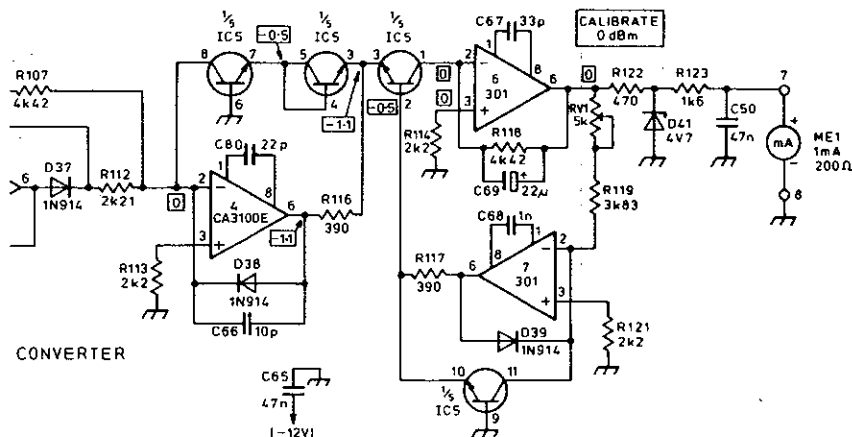 1/5 IC5
1/5 IC5
1/5 IC5
C67 33p
CALIBRATE 0 dBm
8
7
-0·5
5
3
3
1
4
6
-1·1
-0·5
2
0
0
2
1
8
6
301
3
6
0
R122 470
R123 1k6
7
R107 4k42
RV1 5k
D41 4V7
C50 47n
+
mA
-
ME1 1mA 200Ω
8
R114 2k2
R118 4k42
C69 22μ
C80 22p
6
D37 1N914
R112 2k21
0
2
1
8
4
CA3100E
3
6
-1·1
R116 390
R119 3k83
C68 1n
R117 390
6
8
1
7
301
2
3
R113 2k2
D38 1N914
C66 10p
D39 1N914
R121 2k2
CONVERTER
C65 47n
(-12V)
1/5 IC5
10
11
9